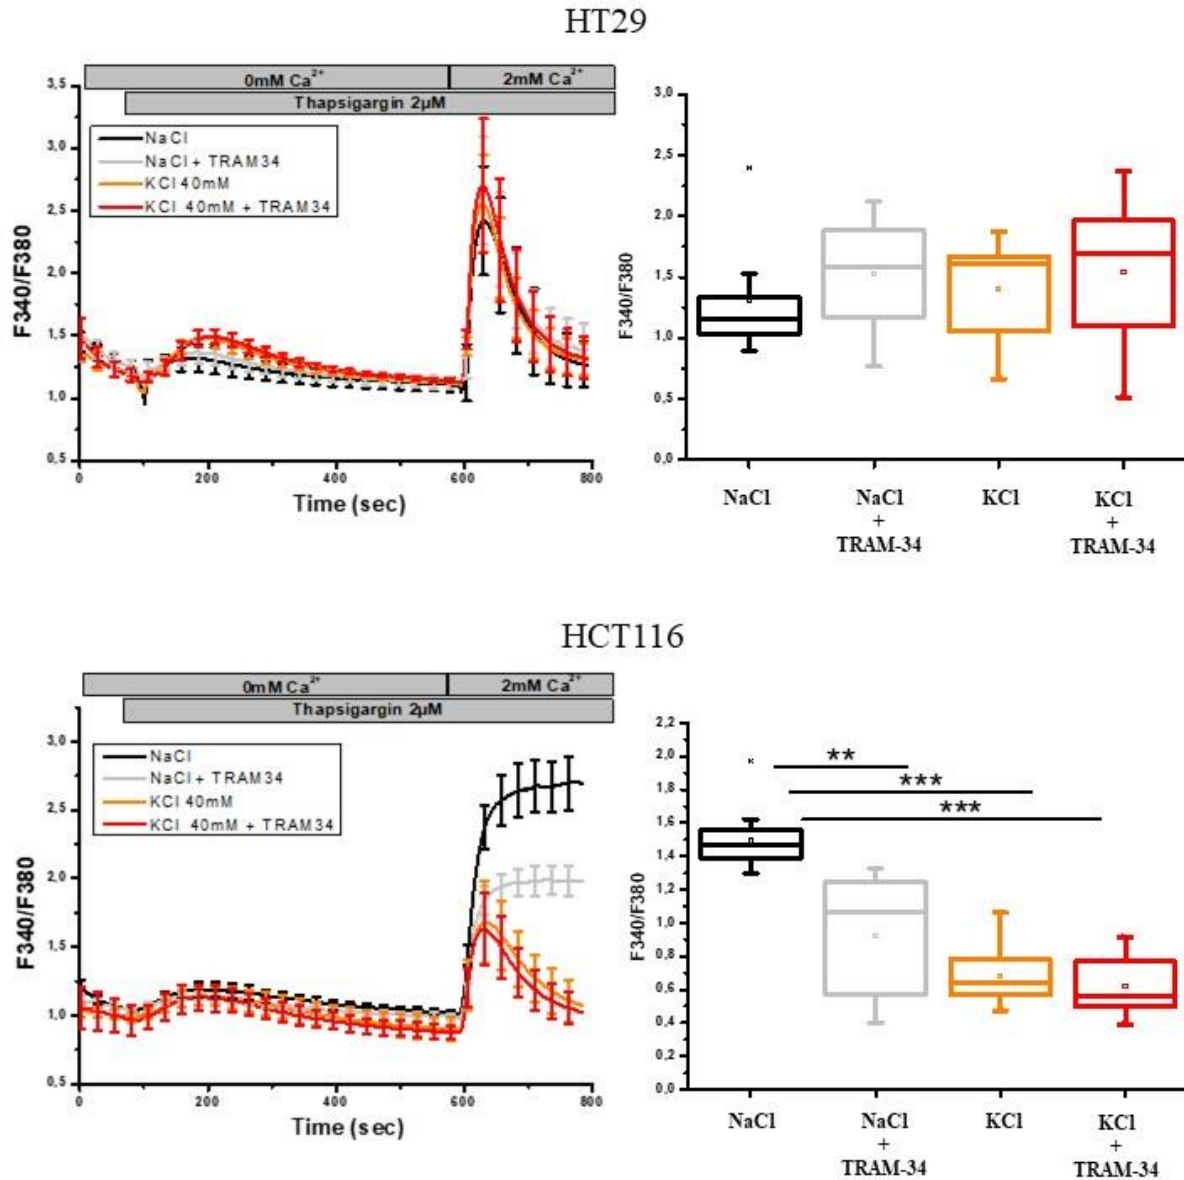 HT29
0mM Ca²⁺ 2mM Ca²⁺
Thapsigargin 2µM
NaCl
NaCl + TRAM34
KCl 40mM
KCl 40mM + TRAM34
F340/F380
3,5
3,0
2,5
2,0
1,5
1,0
0,5
0 200 400 600 800
Time (sec)
F340/F380
3,0
2,5
2,0
1,5
1,0
0,5
0,0
NaCl NaCl KCl KCl
+ +
TRAM-34 TRAM-34
HCT116
0mM Ca²⁺ 2mM Ca²⁺
Thapsigargin 2µM
NaCl
NaCl + TRAM34
KCl 40mM
KCl 40mM + TRAM34
F340/F380
3,0
2,5
2,0
1,5
1,0
0,5
0 200 400 600 800
Time (sec)
F340/F380
2,2
2,0
1,8
1,6
1,4
1,2
1,0
0,8
0,6
0,4
0,2
0,0
**
***
***
NaCl NaCl KCl KCl
+ +
TRAM-34 TRAM-34